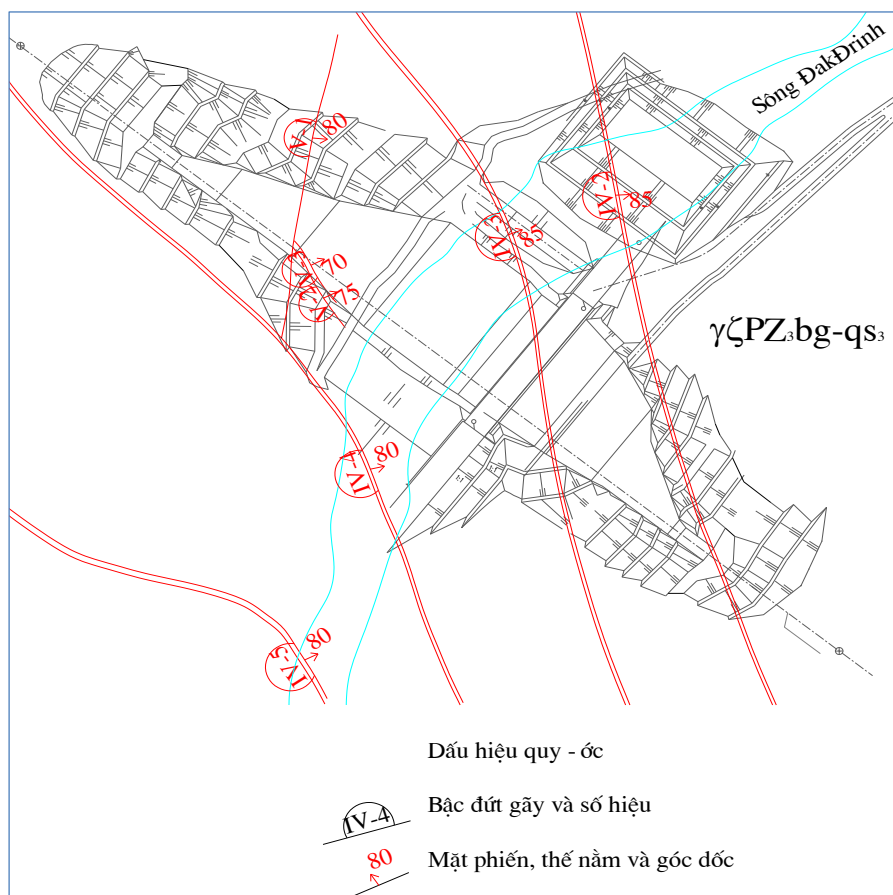 Sông ĐakĐrinh
V-1
80
IV-2
85
IV-3
85
V-3
70
V-2
75
γζPZ₃bg-qs₃
IV-4
80
IV-5
80
Dấu hiệu quy - ớc
IV-4
Bậc đứt gãy và số hiệu
80
Mặt phiến, thế nằm và góc dốc